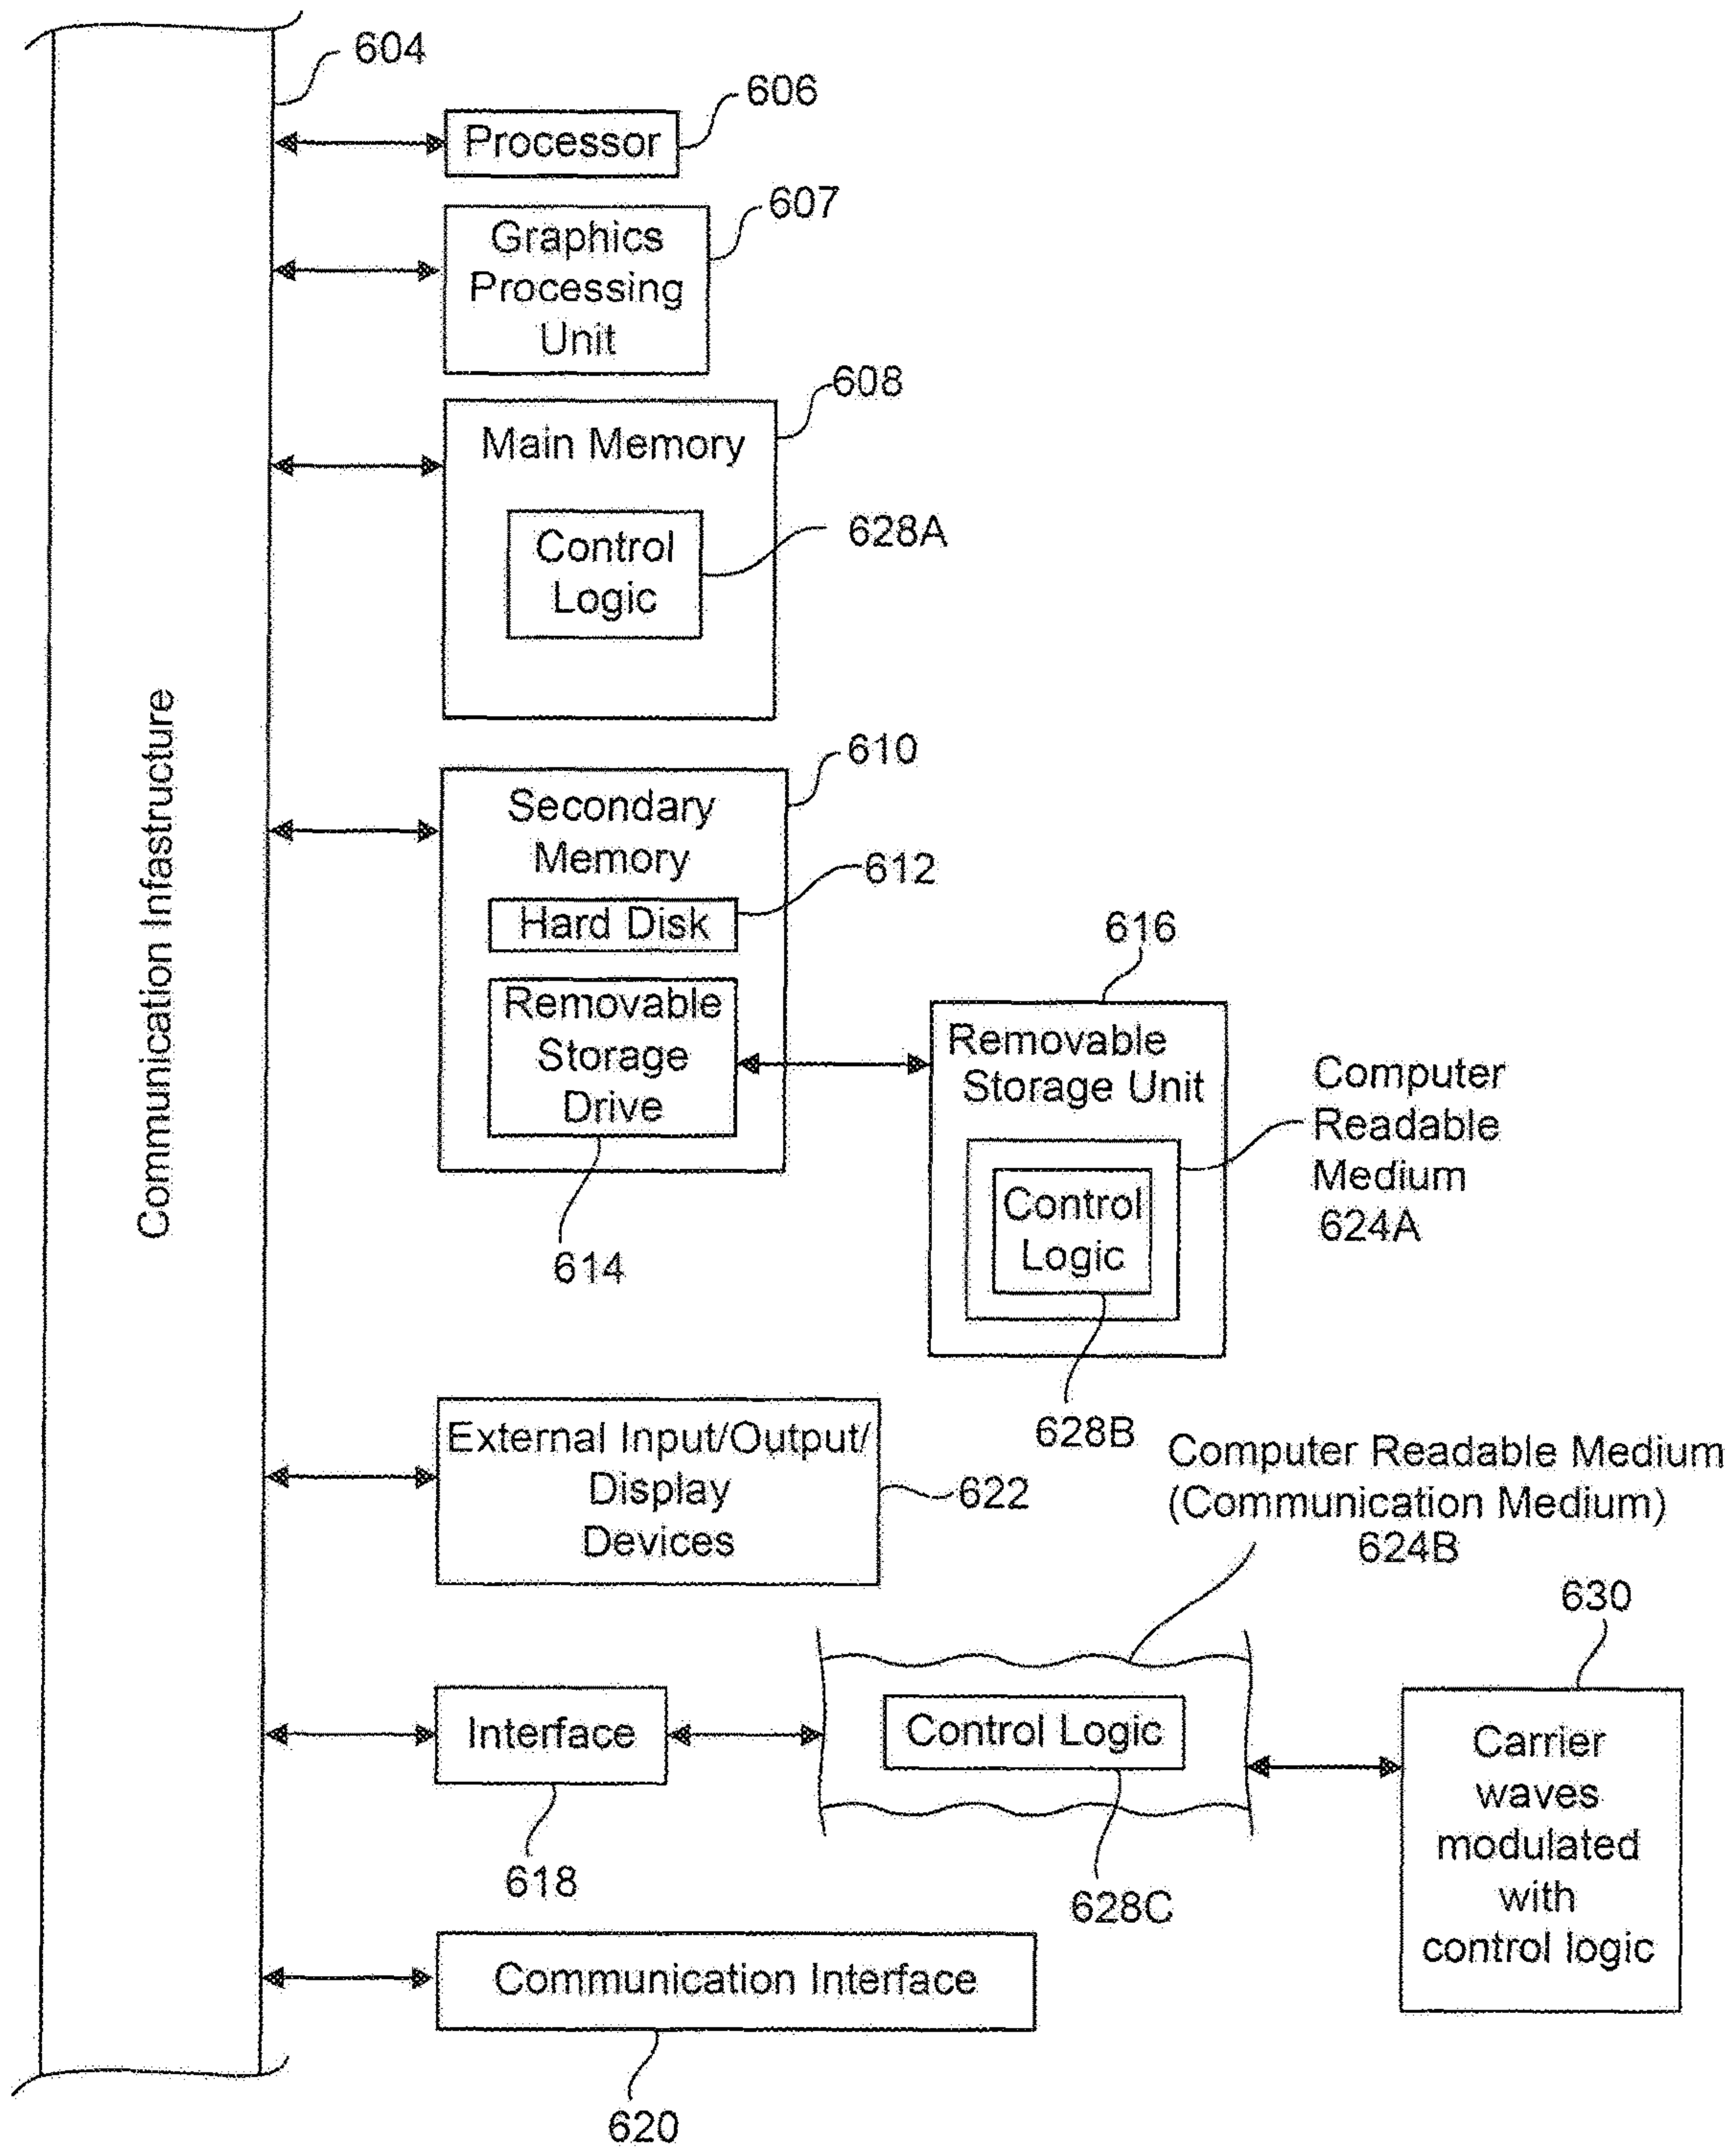 604
606
Processor
607
Graphics
Processing
Unit
608
Main Memory
628A
Control
Logic
Communication Infastructure
610
Secondary
Memory
612
Hard Disk
Removable
Storage
Drive
614
616
Removable
Storage Unit
Computer
Readable
Medium
624A
Control
Logic
628B
External Input/Output/
Display
Devices
622
Computer Readable Medium
(Communication Medium)
624B
630
Interface
618
Control Logic
628C
Carrier
waves
modulated
with
control logic
Communication Interface
620